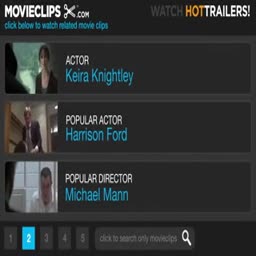 MOVIECLIPS .COM WATCH HOTTRAILERS!
click below to watch related movie clips
ACTOR
Keira Knightley
POPULAR ACTOR
Harrison Ford
POPULAR DIRECTOR
Michael Mann
1 2 3 4 5 click to search only movieclips